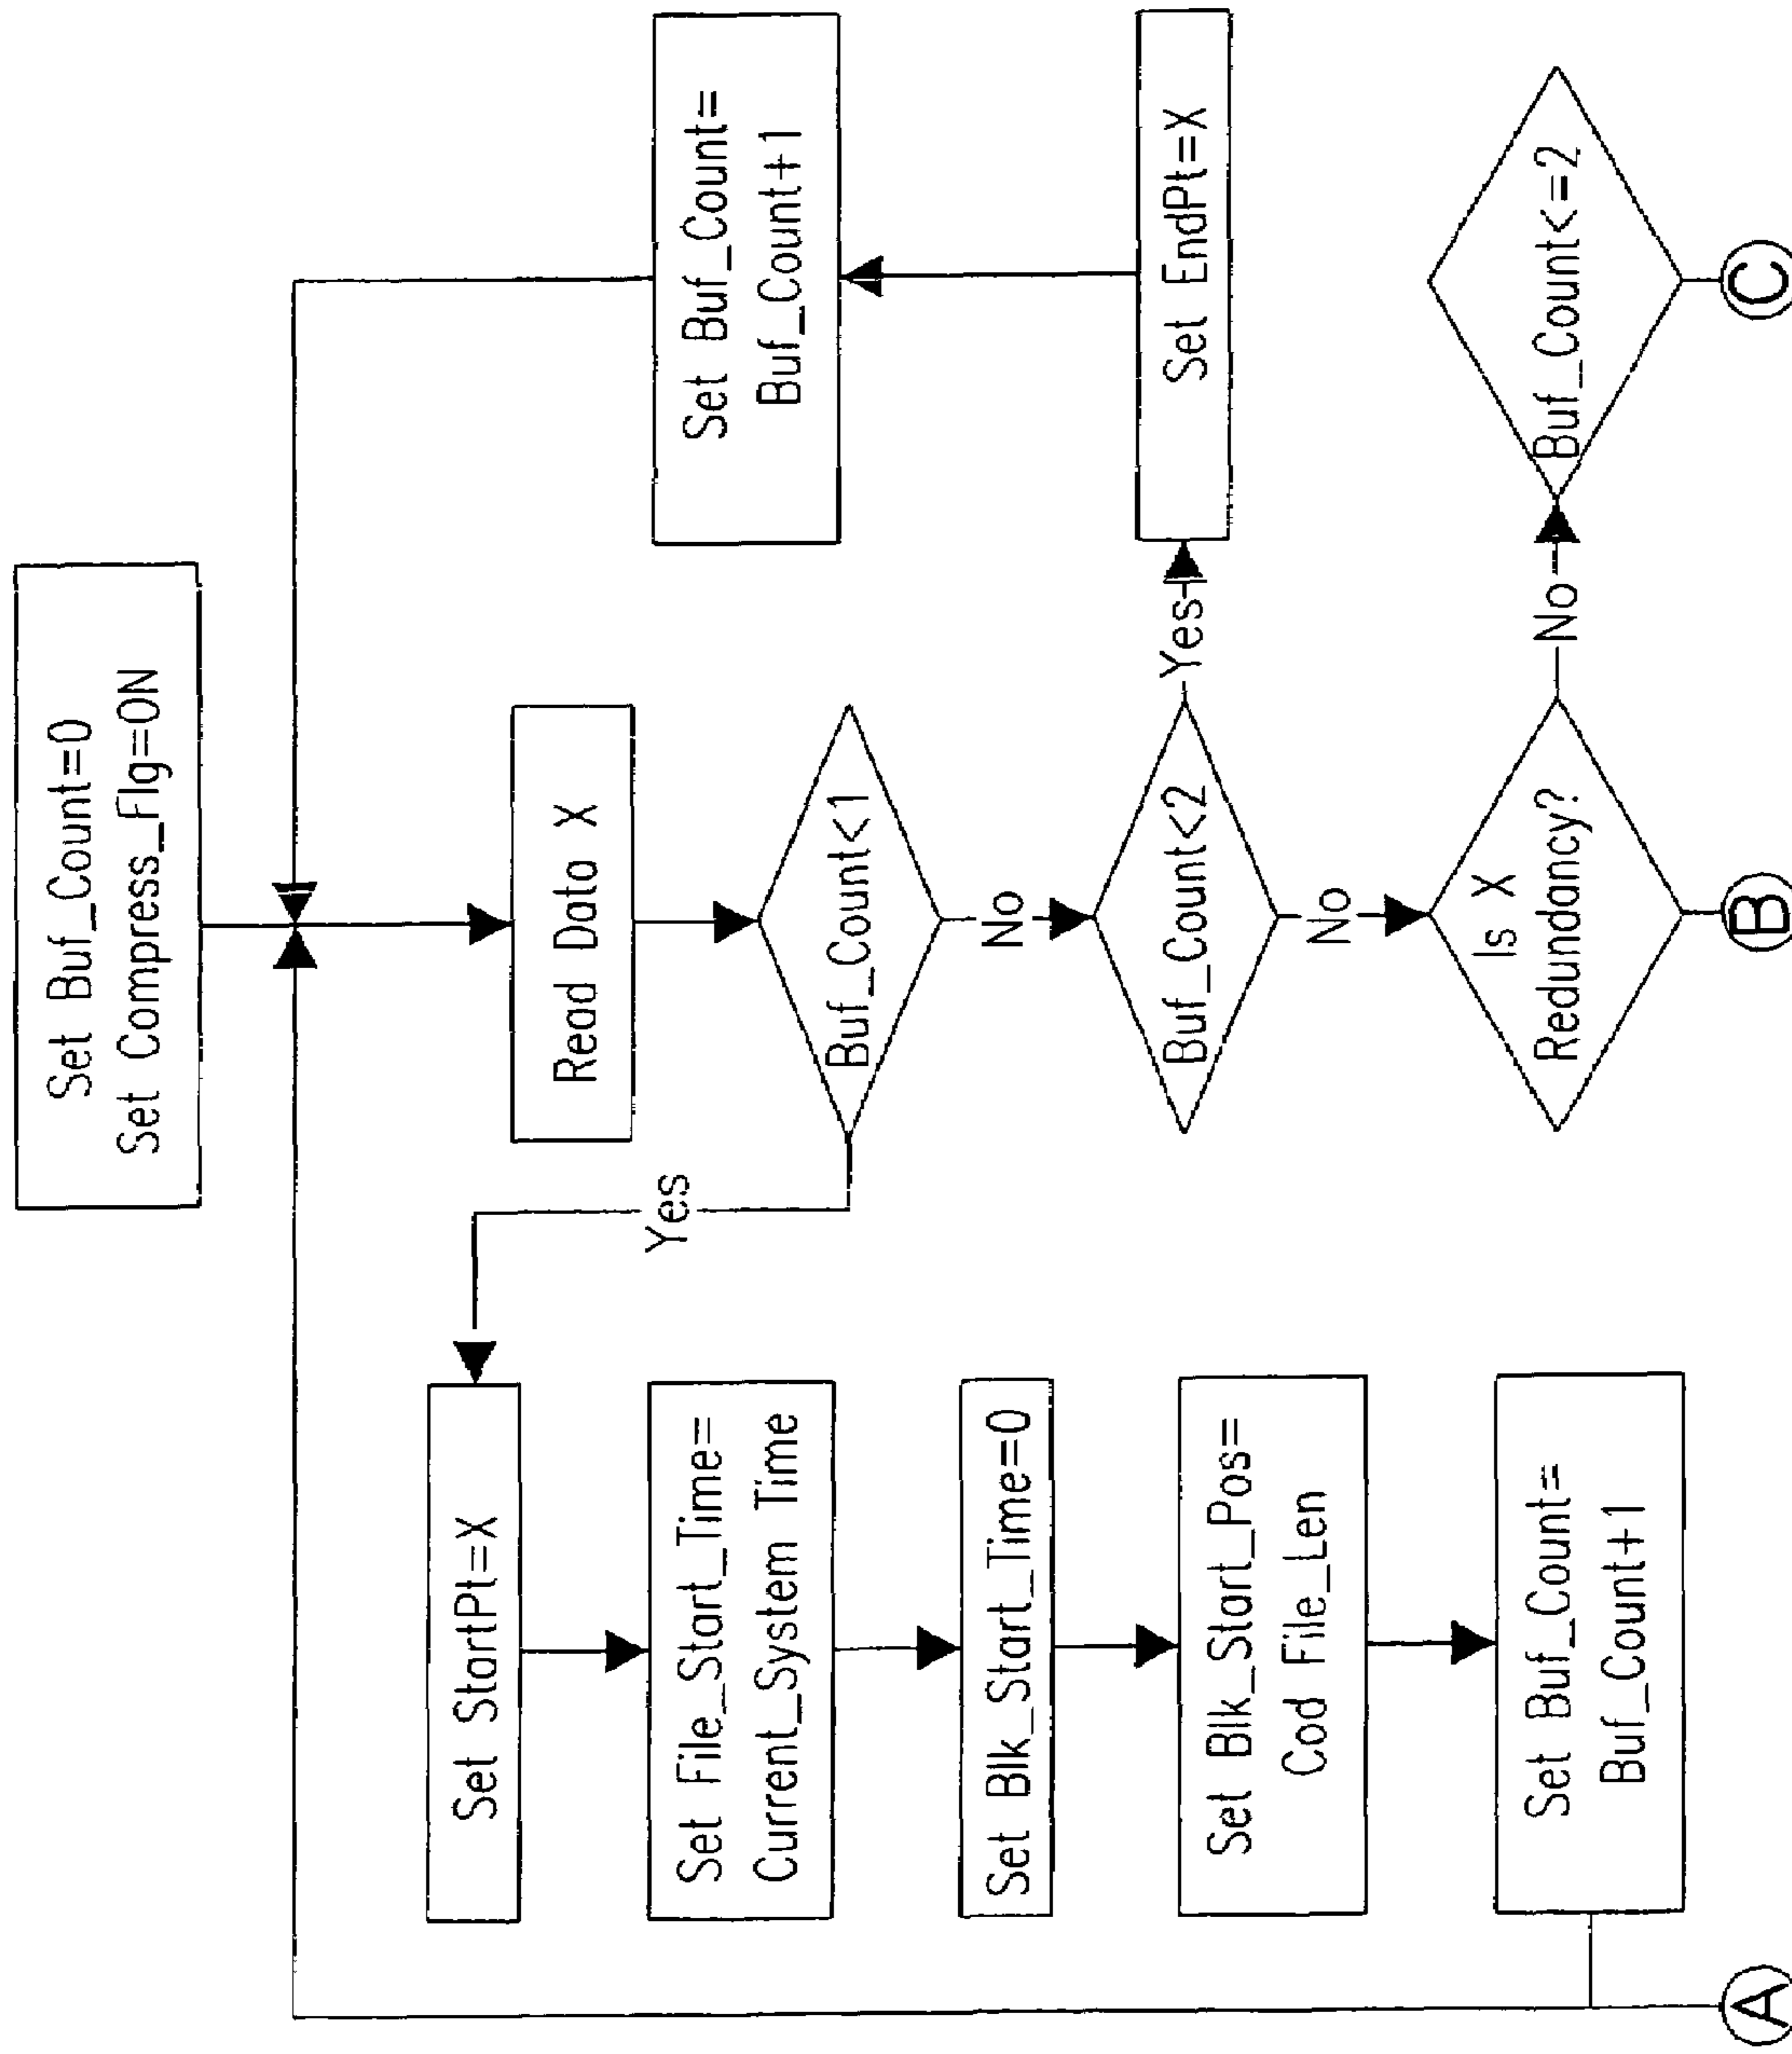 Set Buf_Count=0
Set Compress_Flg=ON
Read Data X
Buf_Count<1
Yes
No
Set StartPt=X
Set File_Start_Time=
Current_System Time
Set Blk_Start_Time=0
Set Blk_Start_Pos=
Cod File_Len
Set Buf_Count=
Buf_Count+1
A
Buf_Count<2
Yes
No
Set EndPt=X
Set Buf_Count=
Buf_Count+1
Is X
Redundancy?
No
B
Buf_Count<=2
C